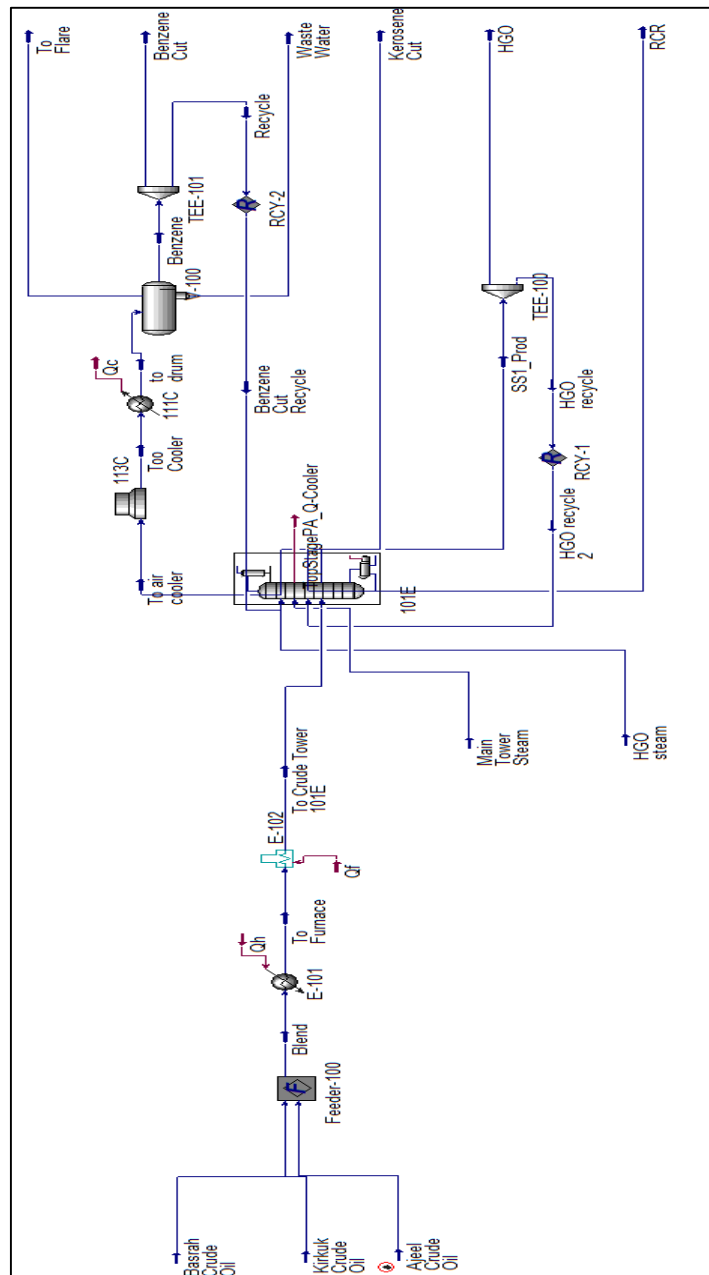 To
Flare
Benzene
Cut
Waste
Water
Kerosene
Cut
HGO
RCR
Recycle
TEE-101
RCY-2
Benzene
-100
Qc
to
drum
111C
Too
Cooler
113C
To air
cooler
Benzene
Cut
Recycle
TEE-100
SS1_Prod
HGO
recycle
RCY-1
HGO recycle
2
TopStagePA_Q-Cooler
101E
Main
Tower
Steam
HGO
steam
To Crude Tower
101E
E-102
Qf
To
Furnace
Qh
E-101
Blend
F
Feeder-100
Basrah
Crude
Oil
Kirkuk
Crude
Oil
Ajeel
Crude
Oil